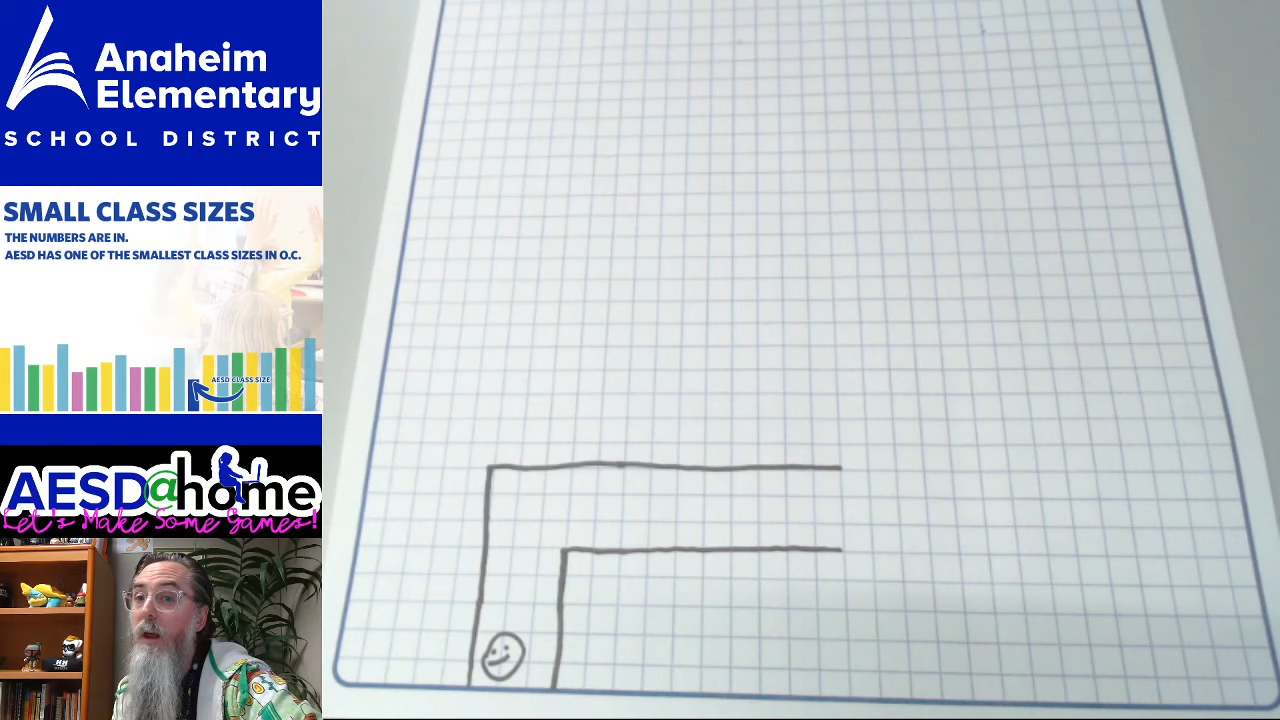 Anaheim
Elementary
SCHOOL DISTRICT
SMALL CLASS SIZES
THE NUMBERS ARE IN.
AESD HAS ONE OF THE SMALLEST CLASS SIZES IN O.C.
AESD CLASS SIZE
AESD@home
Let's Make Some Games!